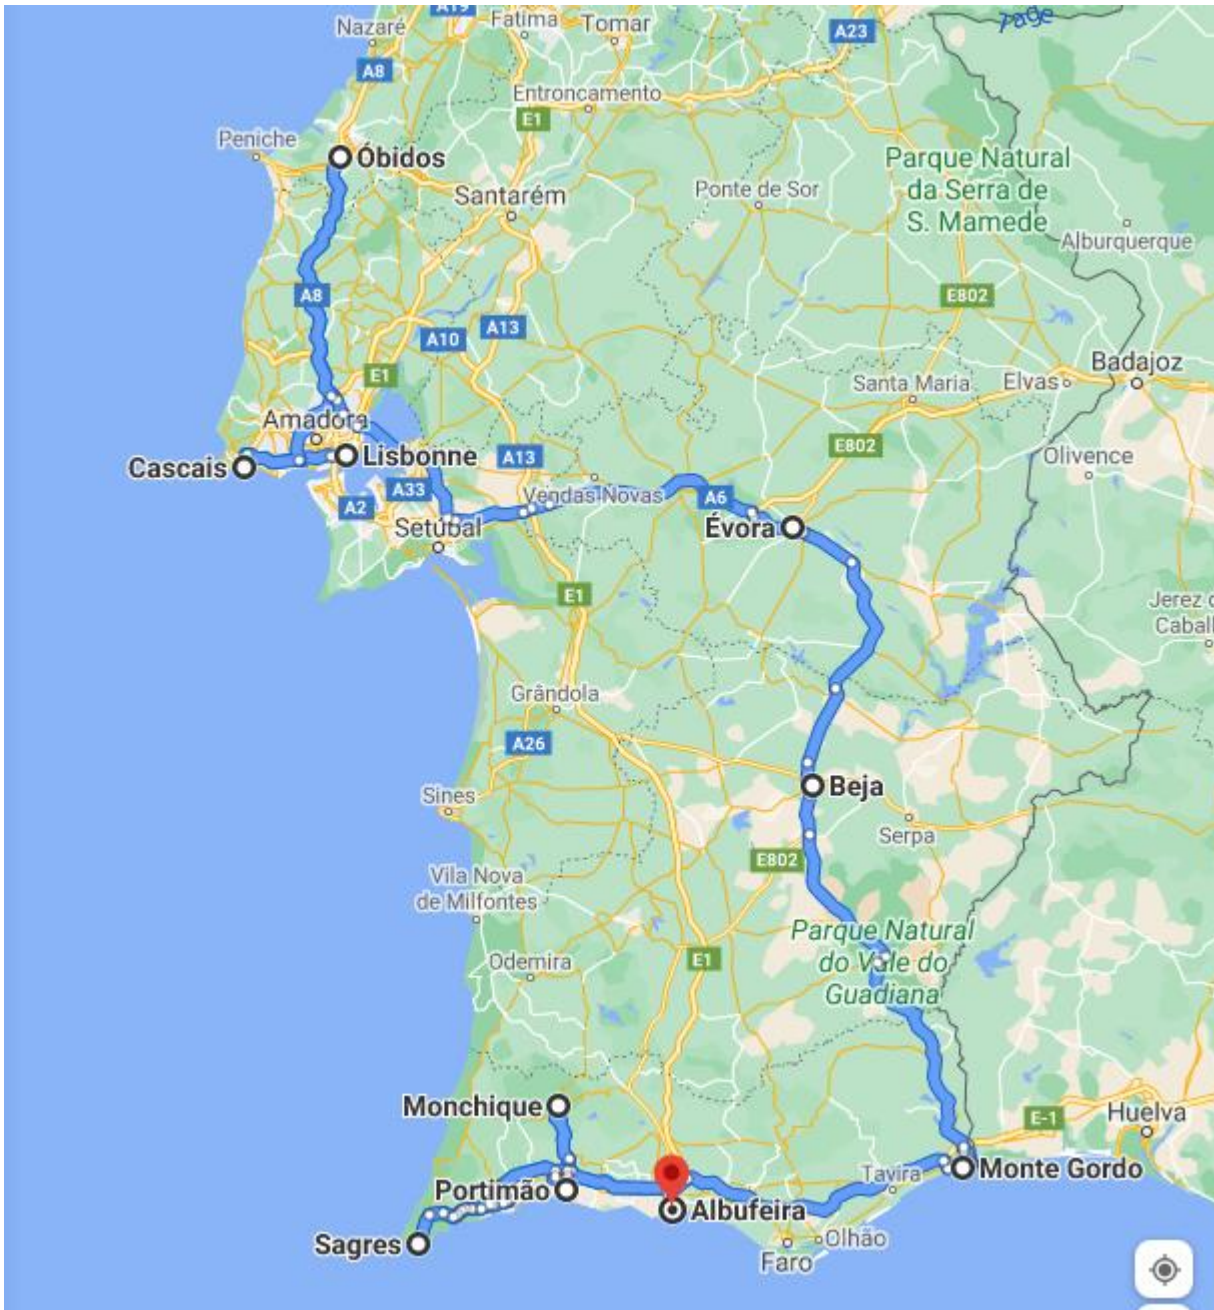 A19
Fatima
Tomar
Page
Nazaré
A23
A8
Entroncamento
E1
Peniche
Óbidos
Parque Natural
da Serra de
S. Mamede
Ponte de Sor
Santarém
Alburquerque
A8
E802
A13
A10
Badajoz
E1
Santa Maria
Elvas
Amadora
E802
Olivence
Cascais
Lisbonne
A13
A33
Vendas Novas
A6
A2
Setúbal
Évora
E1
Jerez
Cabal
Grândola
A26
Beja
Sines
Serpa
E802
Vila Nova
de Milfontes
Parque Natural
do Vale do
Guadiana
Odemira
E1
Monchique
E-1
Huelva
Tavira
Monte Gordo
Portimão
Albufeira
Sagres
Olhão
Faro